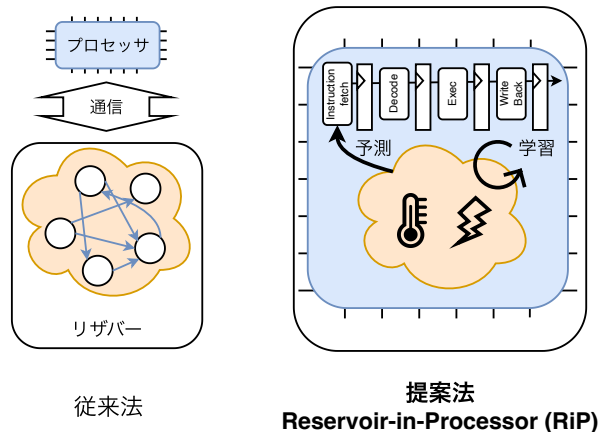 プロセッサ
通信
リザバー
従来法
Instruction
fetch
Decode
Exec
Write
Back
予測
学習
提案法
Reservoir-in-Processor (RiP)